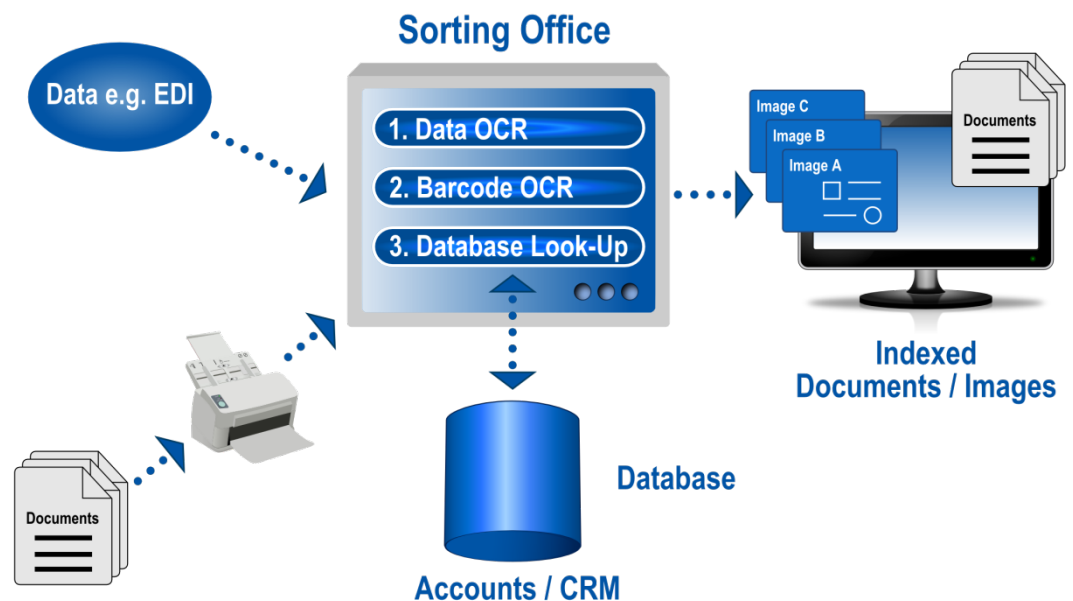 Sorting Office
Data e.g. EDI
1. Data OCR
2. Barcode OCR
3. Database Look-Up
Image C
Image B
Image A
Documents
Indexed
Documents / Images
Documents
Database
Accounts / CRM